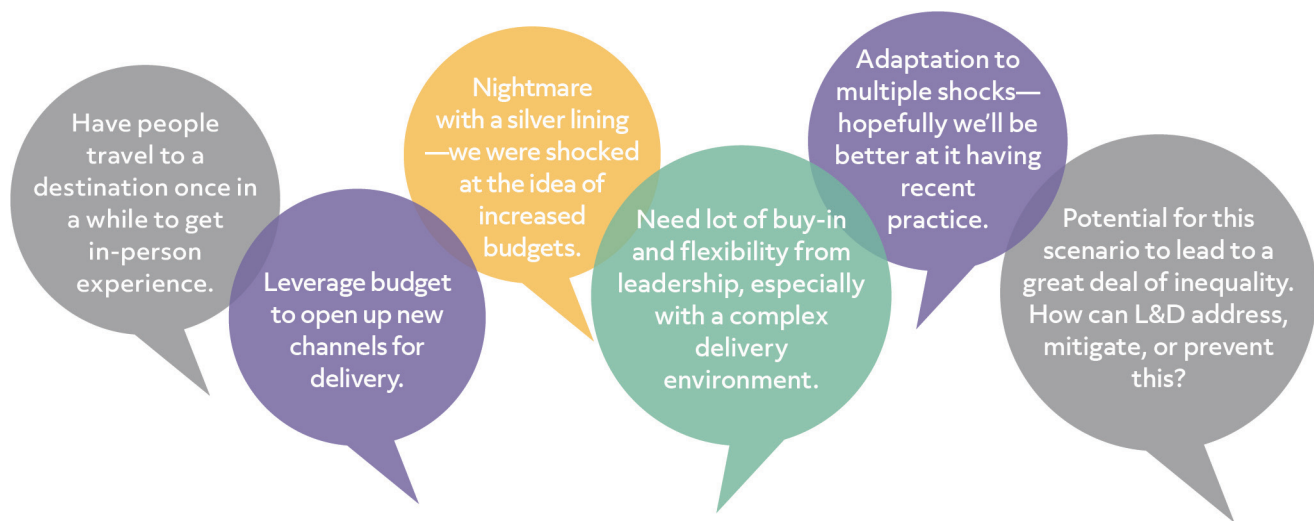 Have people
travel to a
destination once in
a while to get
in-person
experience.
Leverage budget
to open up new
channels for
delivery.
Nightmare
with a silver lining
—we were shocked
at the idea of
increased
budgets.
Need lot of buy-in
and flexibility from
leadership, especially
with a complex
delivery
environment.
Adaptation to
multiple shocks—
hopefully we’ll be
better at it having
recent
practice.
Potential for this
scenario to lead to a
great deal of inequality.
How can L&D address,
mitigate, or prevent
this?